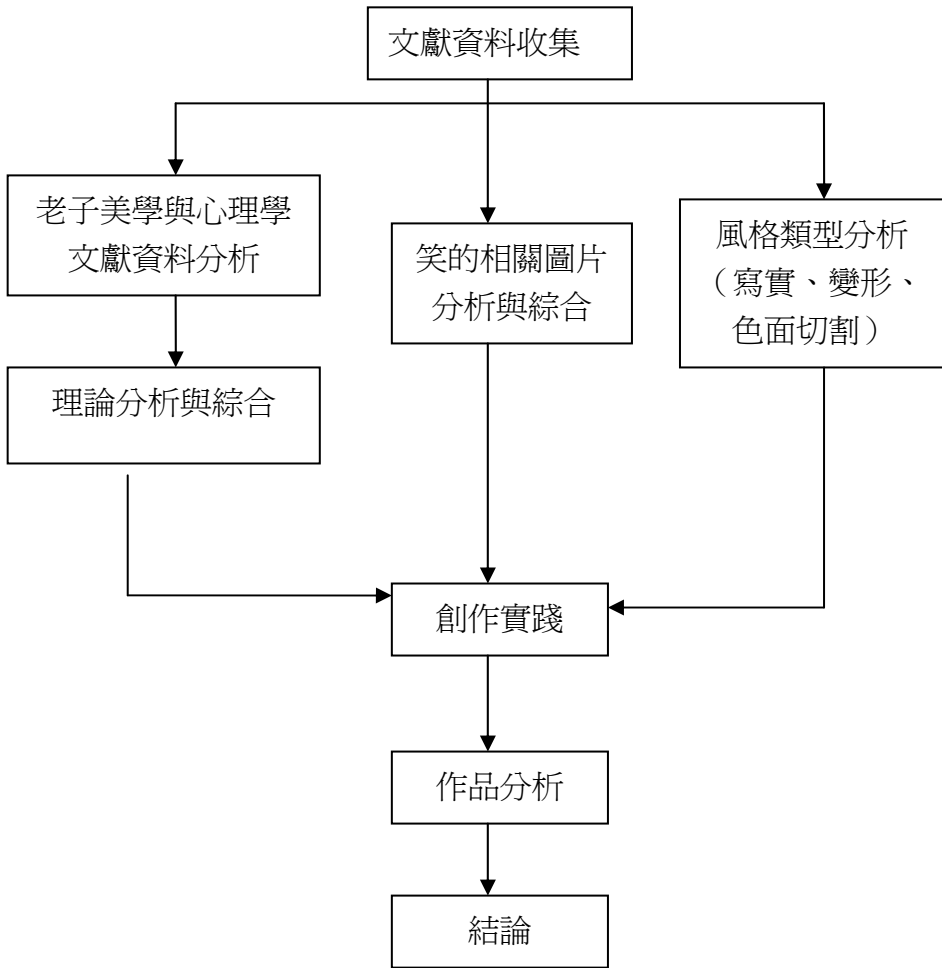 文獻資料收集
老子美學與心理學
文獻資料分析
笑的相關圖片
分析與綜合
風格類型分析
（寫實、變形、
色面切割）
理論分析與綜合
創作實踐
作品分析
結論